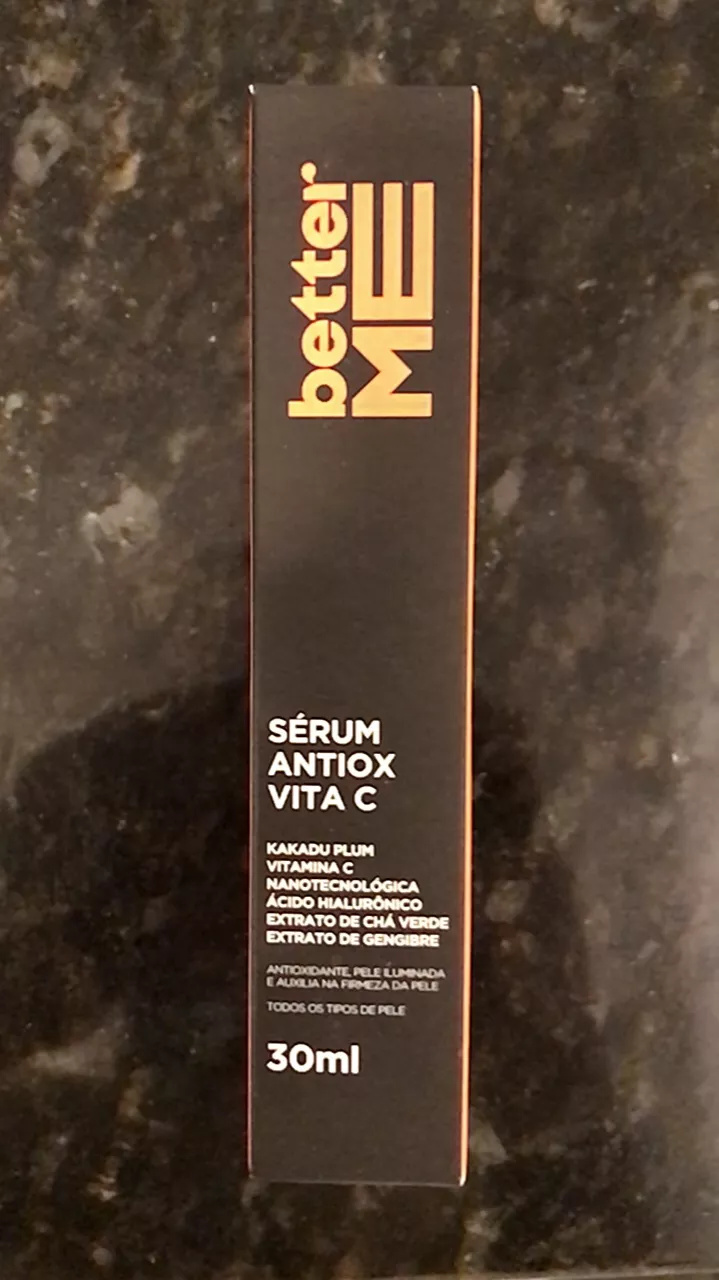 better
ME
SÉRUM
ANTIOX
VITA C
KAKADU PLUM
VITAMINA C
NANOTECNOLÓGICA
ÁCIDO HIALURÔNICO
EXTRATO DE CHÁ VERDE
EXTRATO DE GENGIBRE
ANTIOXIDANTE, PELE ILUMINADA
E AUXILIA NA FIRMEZA DA PELE
TODOS OS TIPOS DE PELE
30ml